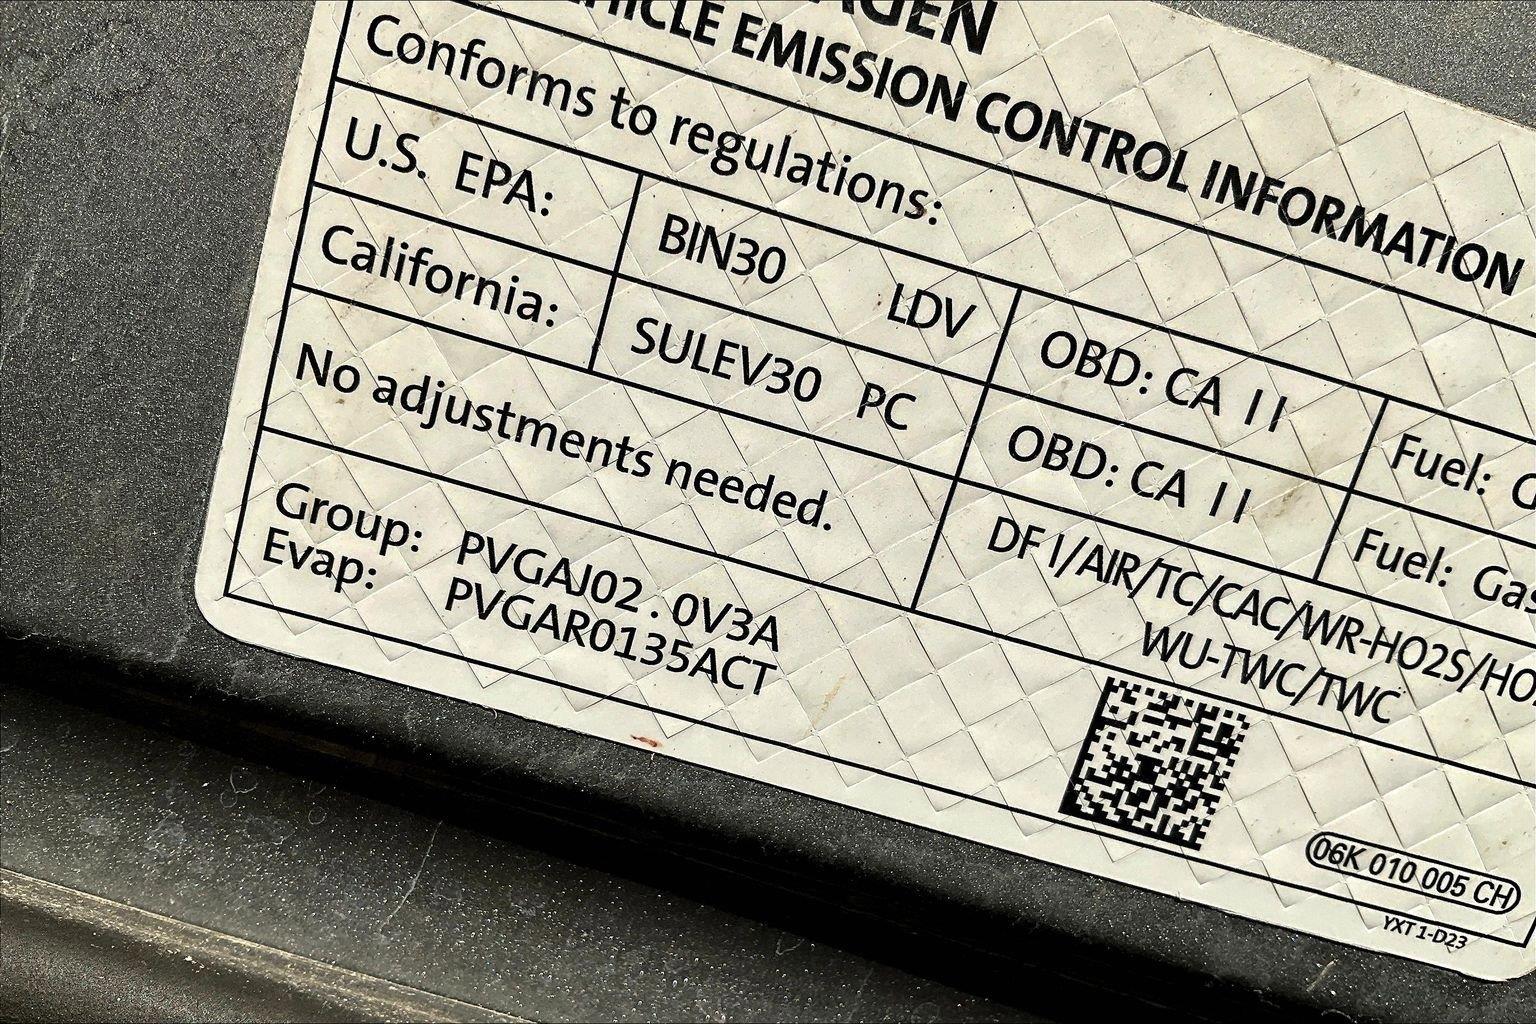 EMISSION CONTROL INFORMATION
Conforms to regulations:
U.S. EPA: BIN30 LDV OBD: CA II Fuel:
California: SULEV30 PC OBD: CA II Fuel:
No adjustments needed. DFI/AIR/TC/CAC/WR-HO2S/
WU-TWC/TWC
Group: PVGAJ02.0V3A
Evap: PVGAR0135ACT
06K 010 005 CH
YXT 1-D23